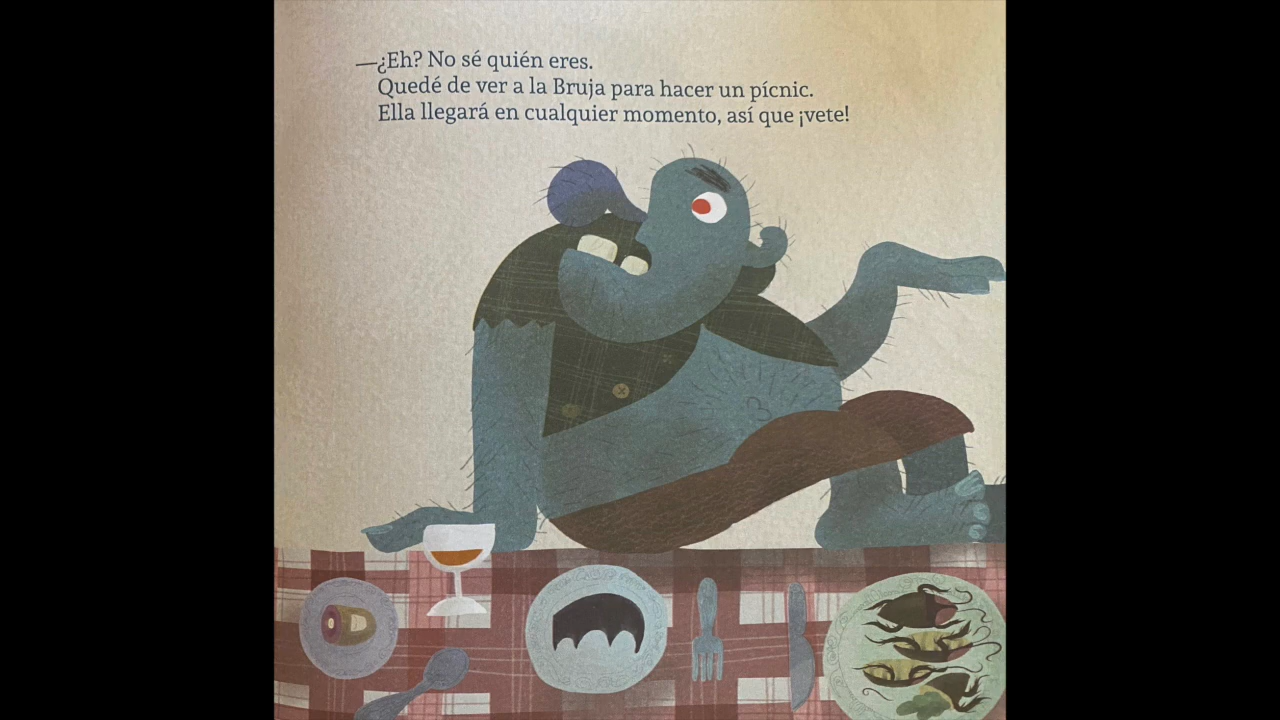 —¿Eh? No sé quién eres.
Quedé de ver a la Bruja para hacer un pícnic.
Ella llegará en cualquier momento, así que ¡vete!